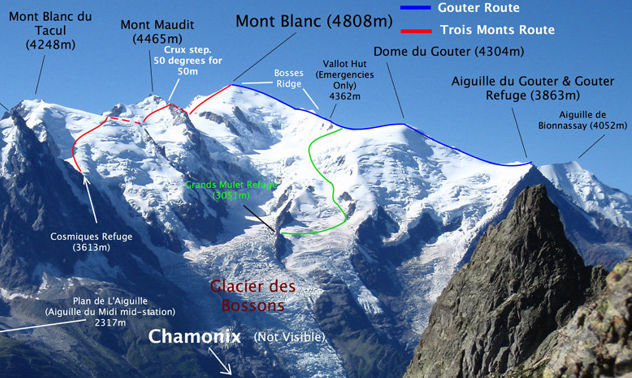 Gouter Route
Trois Monts Route
Mont Blanc du
Tacul
(4248m)
Mont Maudit
(4465m)
Crux step.
50 degrees for
50m
Mont Blanc (4808m)
Bosses
Ridge
Vallot Hut
(Emergencies
Only)
4362m
Dome du Gouter (4304m)
Aiguille du Gouter & Gouter
Refuge (3863m)
Aiguille de
Bionnassay (4052m)
Grands Mulet Refuge
(3051m)
Cosmiques Refuge
(3613m)
Glacier des
Bossons
Plan de L'Aiguille
(Aiguille du Midi mid-station)
2317m
Chamonix (Not Visible)